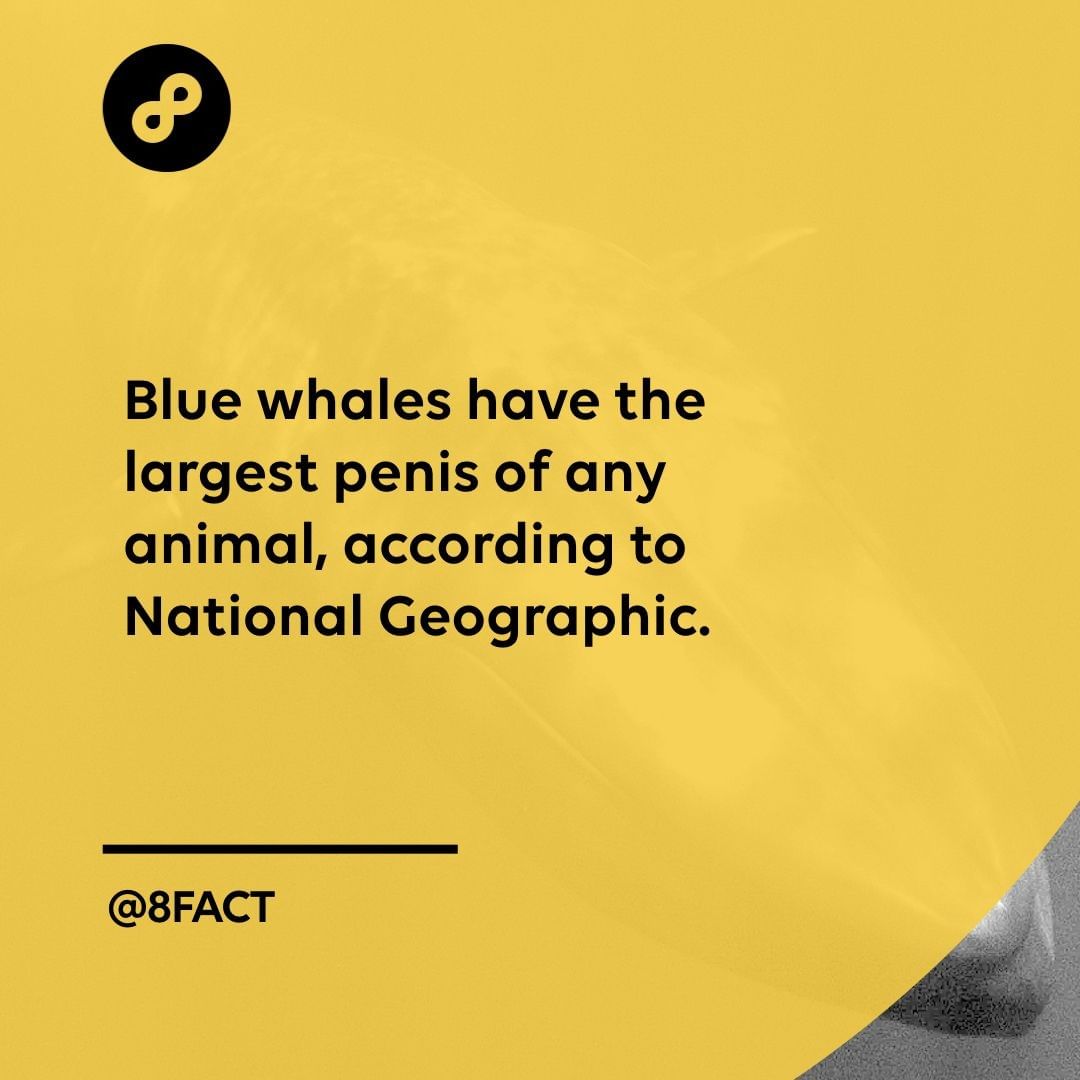 Blue whales have the
largest penis of any
animal, according to
National Geographic.
@8FACT